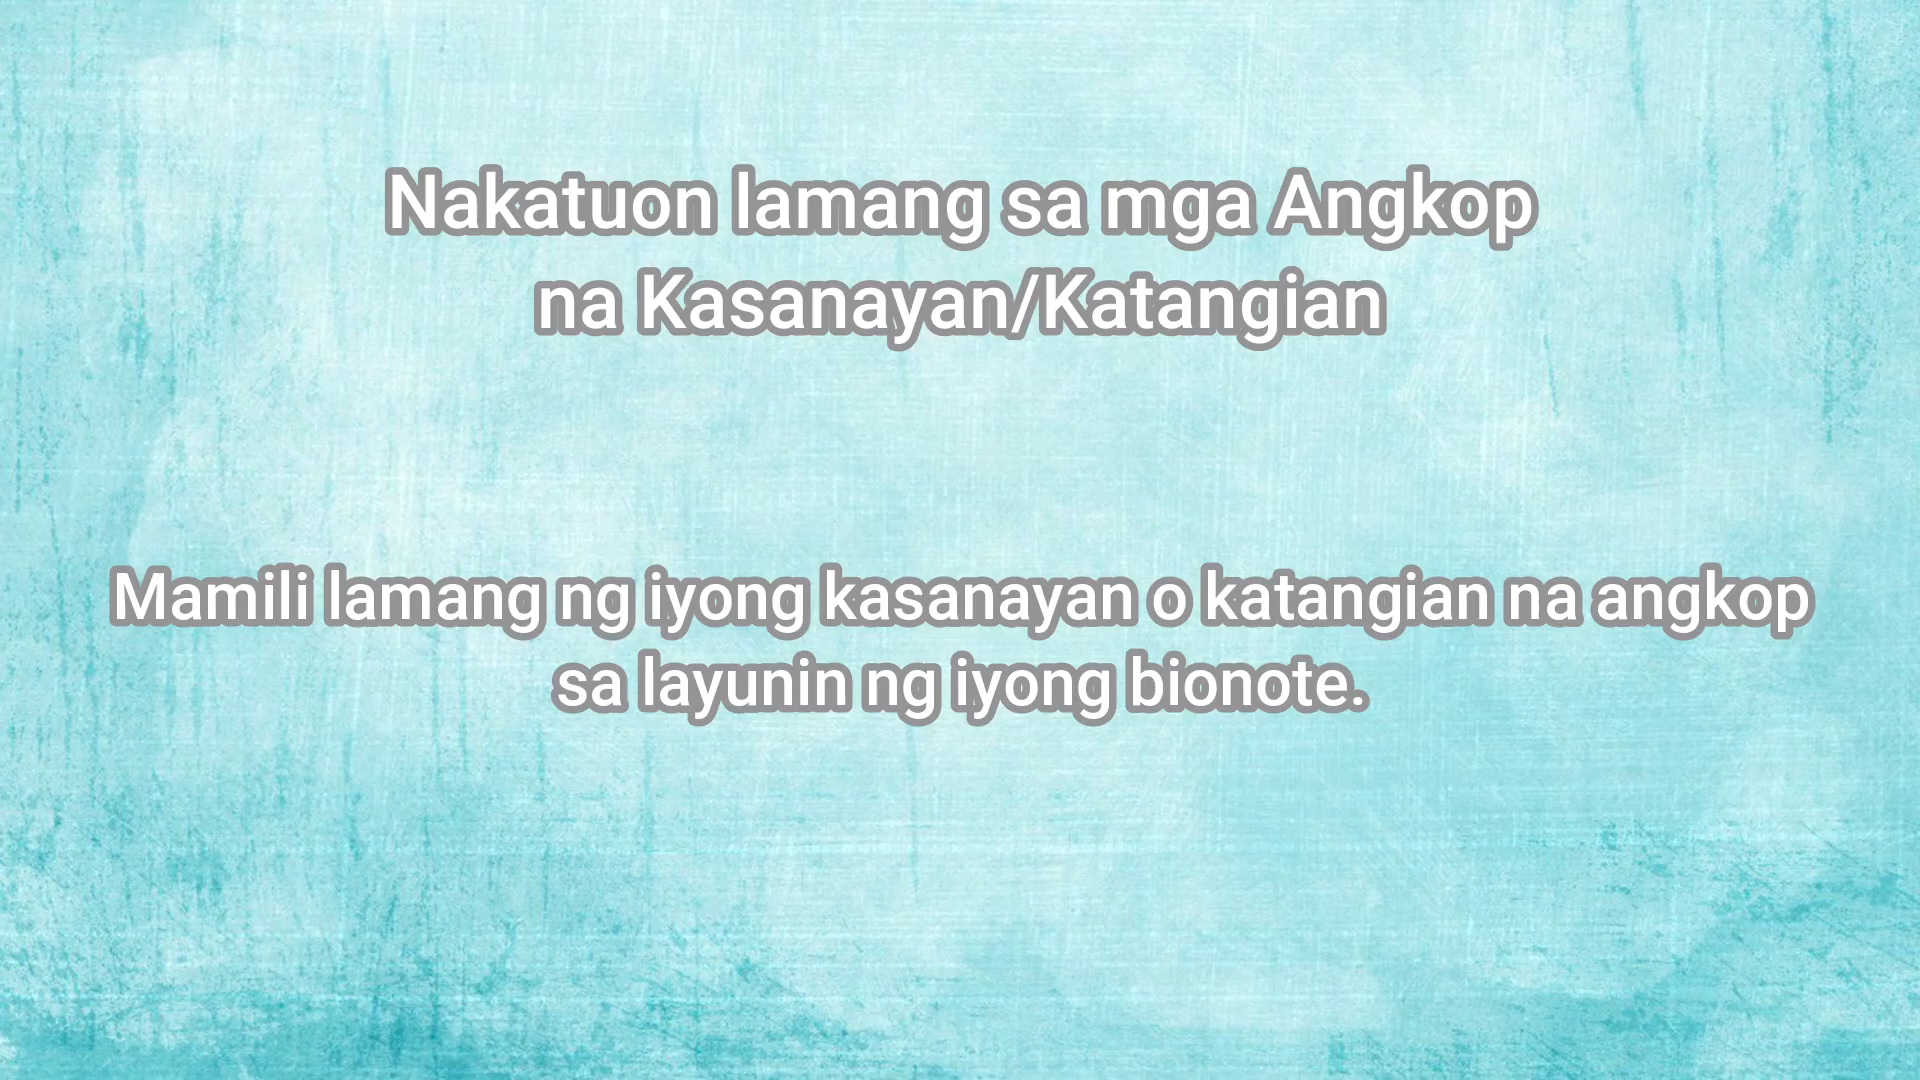 Nakatuon lamang sa mga Angkop
na Kasanayan/Katangian
Mamili lamang ng iyong kasanayan o katangian na angkop
sa layunin ng iyong bionote.